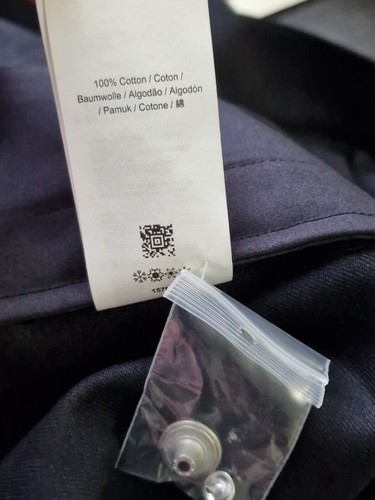 100% Cotton / Coton /
Baumwolle / Algodão / Algodón
/ Pamuk / Cotone / 綿